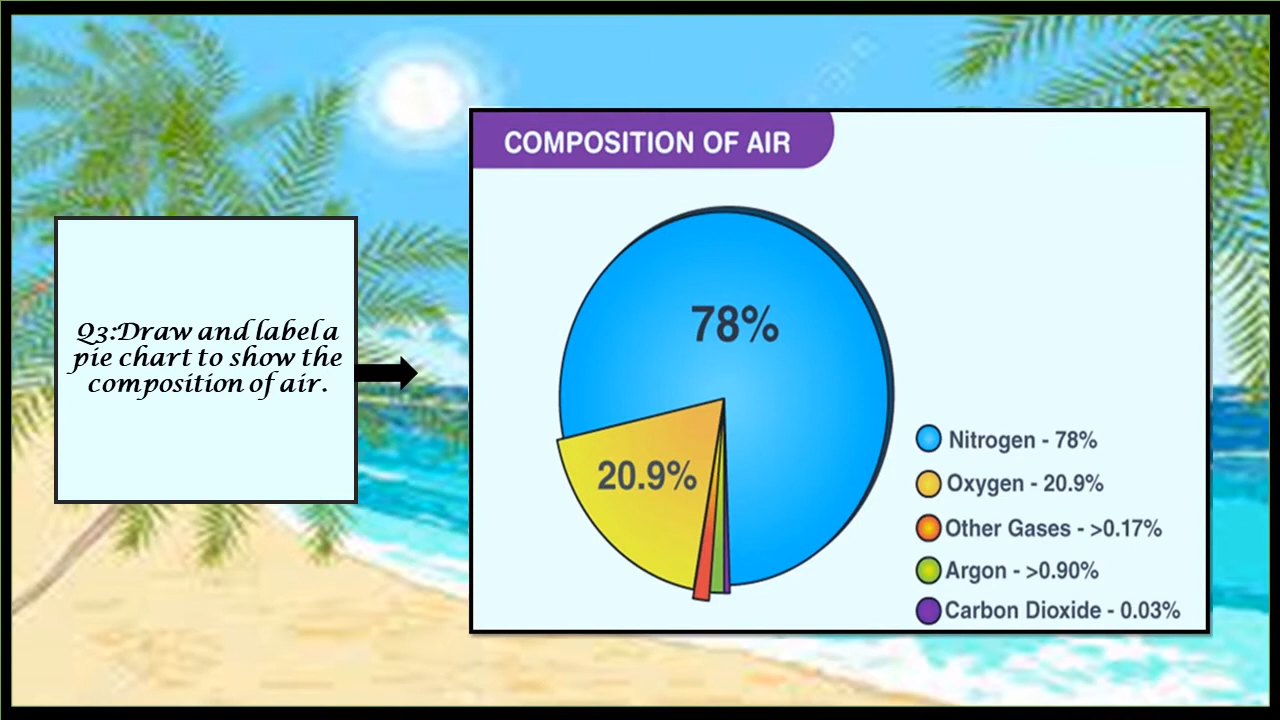 Q3:Draw and label a
pie chart to show the
composition of air.
COMPOSITION OF AIR
78%
20.9%
Nitrogen - 78%
Oxygen - 20.9%
Other Gases - >0.17%
Argon - >0.90%
Carbon Dioxide - 0.03%